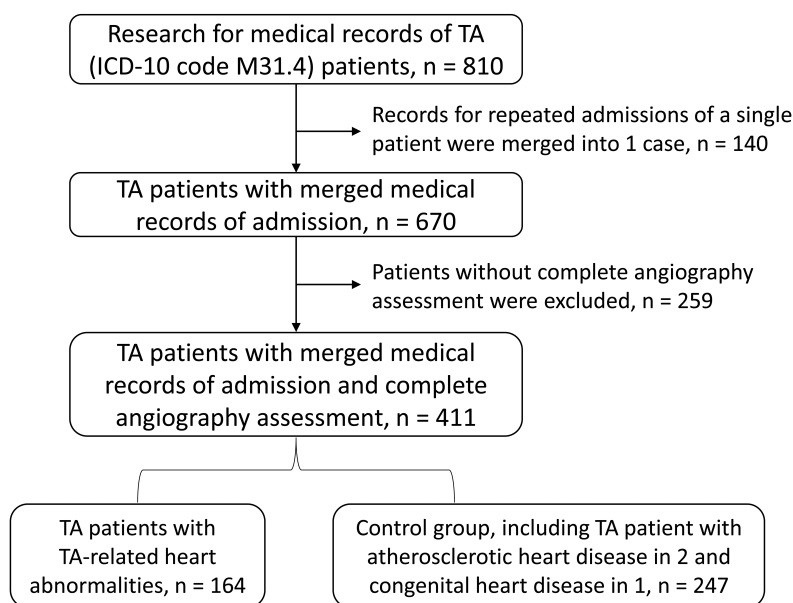 Research for medical records of TA
(ICD-10 code M31.4) patients, n = 810
Records for repeated admissions of a single
patient were merged into 1 case, n = 140
TA patients with merged medical
records of admission, n = 670
Patients without complete angiography
assessment were excluded, n = 259
TA patients with merged medical
records of admission and complete
angiography assessment, n = 411
TA patients with
TA-related heart
abnormalities, n = 164
Control group, including TA patient with
atherosclerotic heart disease in 2 and
congenital heart disease in 1, n = 247